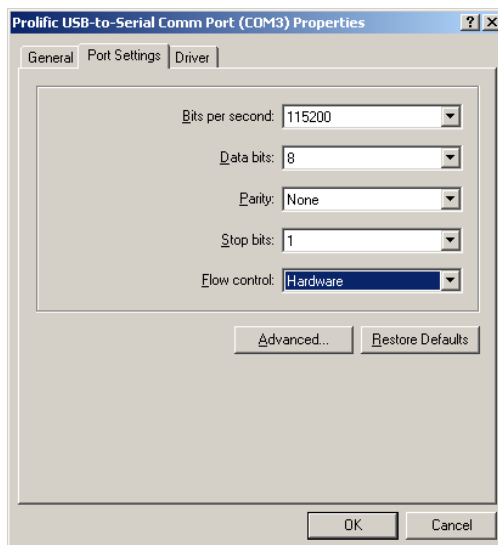 Prolific USB-to-Serial Comm Port (COM3) Properties
General Port Settings Driver
Bits per second: 115200
Data bits: 8
Parity: None
Stop bits: 1
Flow control: Hardware
Advanced... Restore Defaults
OK Cancel